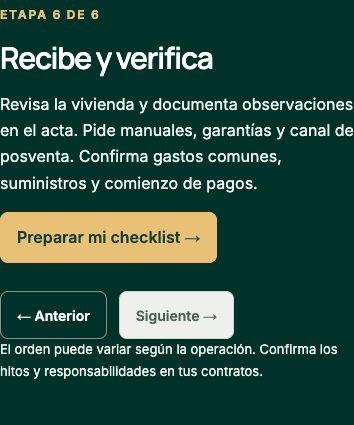 ETAPA 6 DE 6
Recibe y verifica
Revisa la vivienda y documenta observaciones
en el acta. Pide manuales, garantías y canal de
posventa. Confirma gastos comunes,
suministros y comienzo de pagos.
Preparar mi checklist →
← Anterior
Siguiente →
El orden puede variar según la operación. Confirma los
hitos y responsabilidades en tus contratos.